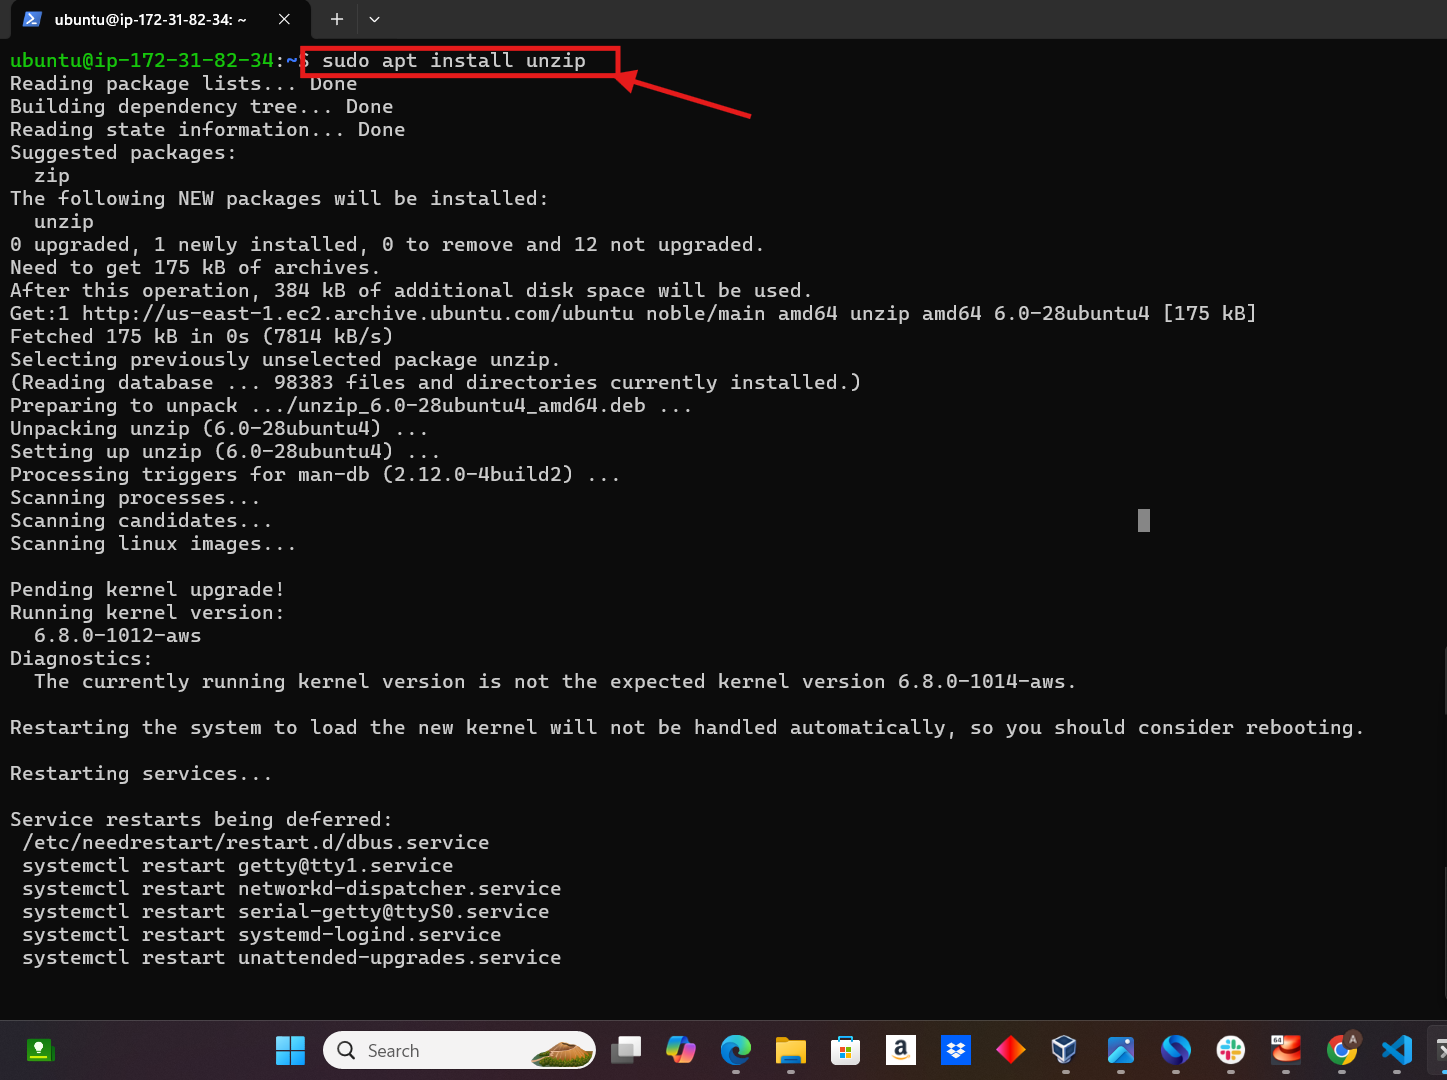 ubuntu@ip-172-31-82-34: ~
ubuntu@ip-172-31-82-34:~$ sudo apt install unzip
Reading package lists... Done
Building dependency tree... Done
Reading state information... Done
Suggested packages:
  zip
The following NEW packages will be installed:
  unzip
0 upgraded, 1 newly installed, 0 to remove and 12 not upgraded.
Need to get 175 kB of archives.
After this operation, 384 kB of additional disk space will be used.
Get:1 http://us-east-1.ec2.archive.ubuntu.com/ubuntu noble/main amd64 unzip amd64 6.0-28ubuntu4 [175 kB]
Fetched 175 kB in 0s (7814 kB/s)
Selecting previously unselected package unzip.
(Reading database ... 98383 files and directories currently installed.)
Preparing to unpack .../unzip_6.0-28ubuntu4_amd64.deb ...
Unpacking unzip (6.0-28ubuntu4) ...
Setting up unzip (6.0-28ubuntu4) ...
Processing triggers for man-db (2.12.0-4build2) ...
Scanning processes...
Scanning candidates...
Scanning linux images...
Pending kernel upgrade!
Running kernel version:
  6.8.0-1012-aws
Diagnostics:
  The currently running kernel version is not the expected kernel version 6.8.0-1014-aws.
Restarting the system to load the new kernel will not be handled automatically, so you should consider rebooting.
Restarting services...
Service restarts being deferred:
 /etc/needrestart/restart.d/dbus.service
 systemctl restart getty@tty1.service
 systemctl restart networkd-dispatcher.service
 systemctl restart serial-getty@ttyS0.service
 systemctl restart systemd-logind.service
 systemctl restart unattended-upgrades.service
Search
a
64
A